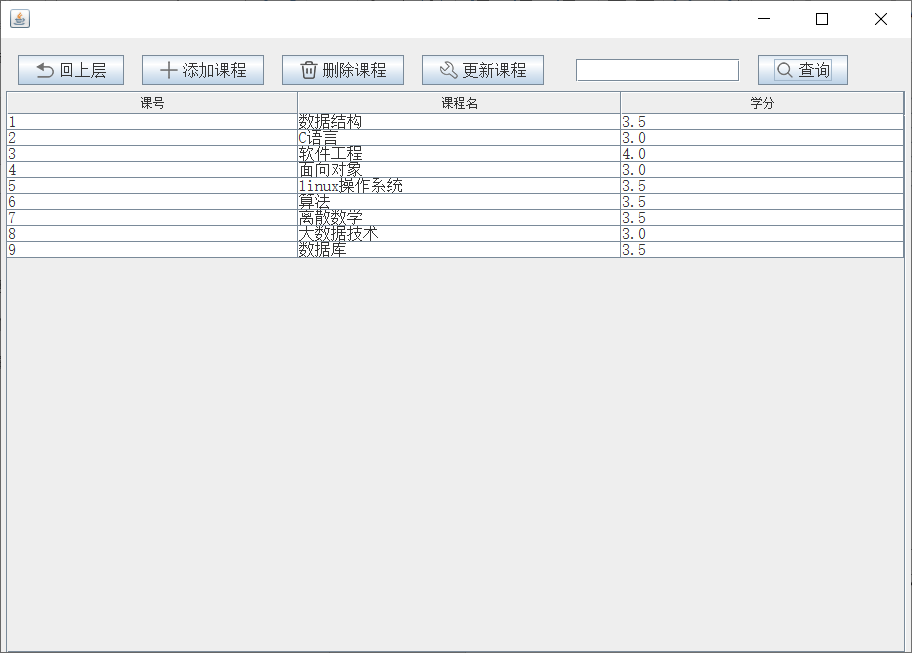 回上层 添加课程 删除课程 更新课程 查询
课号 课程名 学分
1 数据结构 3.5
2 C语言 3.0
3 软件工程 4.0
4 面向对象 3.0
5 linux操作系统 3.5
6 算法 3.5
7 离散数学 3.5
8 大数据技术 3.0
9 数据库 3.5